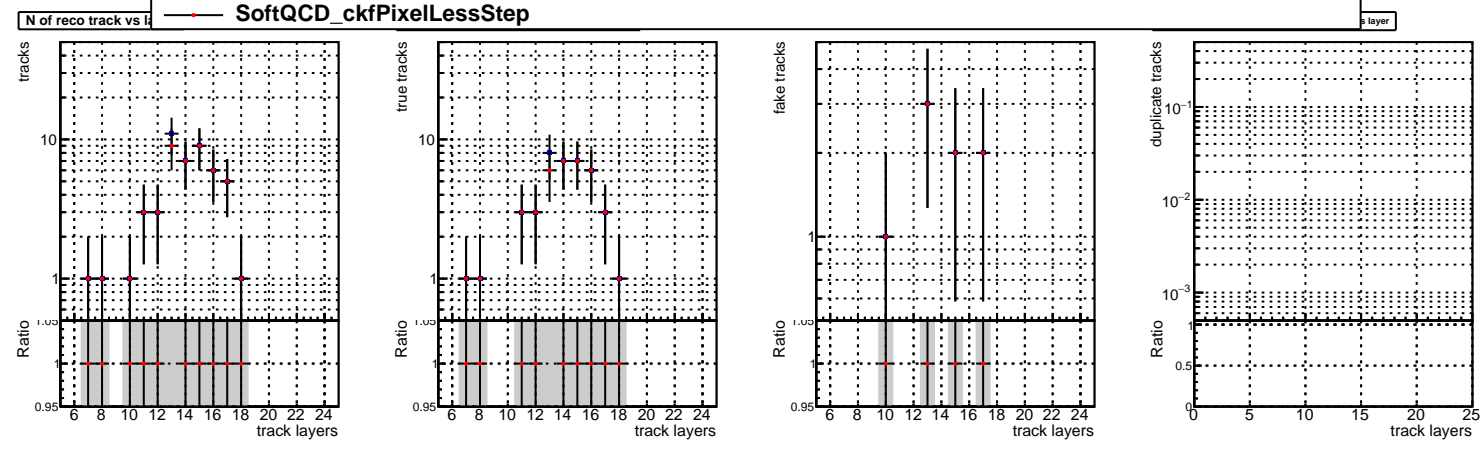 SoftQCD_ckfPixelLessStep
N of reco track vs la
s layer
tracks
10
1
Ratio
1.05
1
0.95
6 8 10 12 14 16 18 20 22 24
track layers
true tracks
10
1
Ratio
1.05
1
0.95
6 8 10 12 14 16 18 20 22 24
track layers
fake tracks
1
Ratio
1.05
1
0.95
6 8 10 12 14 16 18 20 22 24
track layers
duplicate tracks
10⁻¹
10⁻²
10⁻³
Ratio
1
0.5
0
0 5 10 15 20 25
track layers